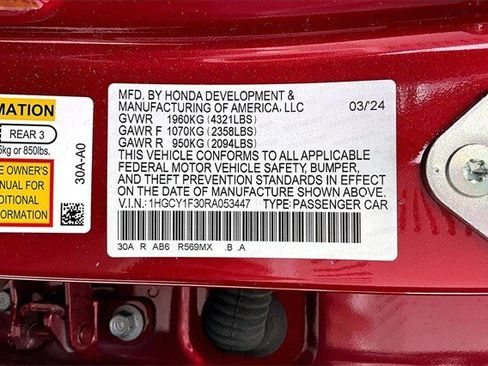 MATION
REAR 3
kg or 850lbs.
E OWNER'S
NUAL FOR
DITIONAL
ORMATION
30A-A0
MFD. BY HONDA DEVELOPMENT &
MANUFACTURING OF AMERICA, LLC 03/24
GVWR 1960KG (4321LBS)
GAWR F 1070KG (2358LBS)
GAWR R 950KG (2094LBS)
THIS VEHICLE CONFORMS TO ALL APPLICABLE
FEDERAL MOTOR VEHICLE SAFETY, BUMPER,
AND THEFT PREVENTION STANDARDS IN EFFECT
ON THE DATE OF MANUFACTURE SHOWN ABOVE.
V.I.N.: 1HGCY1F30RA053447 TYPE: PASSENGER CAR
30A R AB6 R569MX .B .A